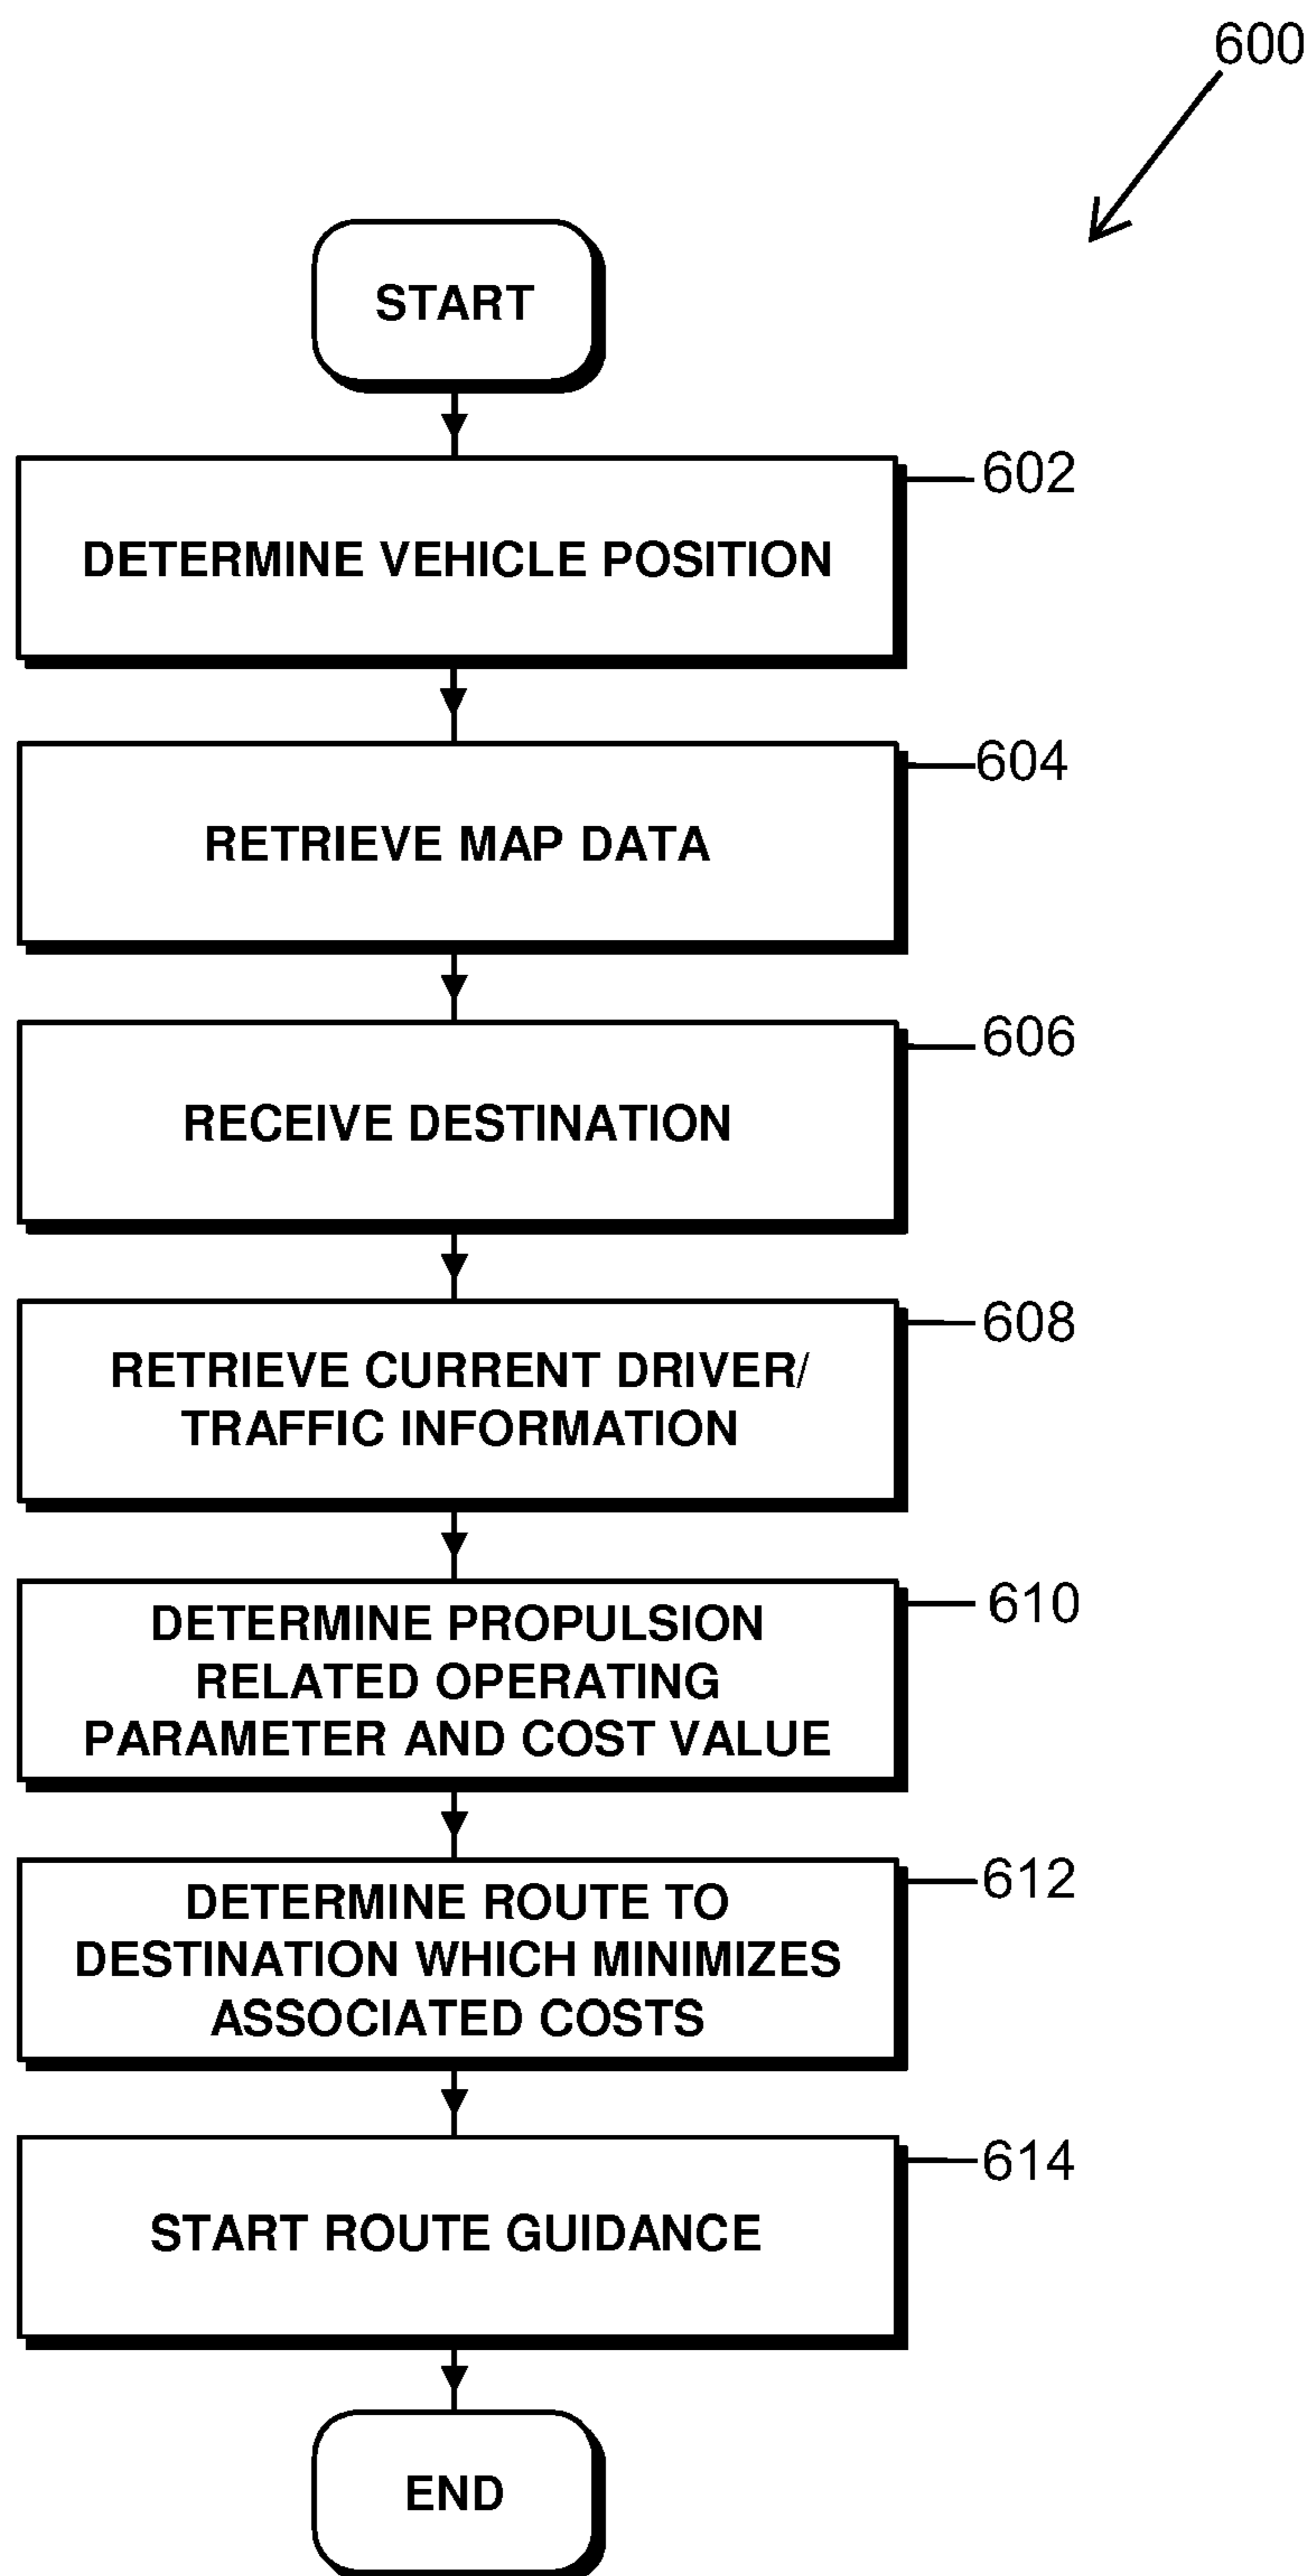 600
START
602
DETERMINE VEHICLE POSITION
604
RETRIEVE MAP DATA
606
RECEIVE DESTINATION
608
RETRIEVE CURRENT DRIVER/
TRAFFIC INFORMATION
610
DETERMINE PROPULSION
RELATED OPERATING
PARAMETER AND COST VALUE
612
DETERMINE ROUTE TO
DESTINATION WHICH MINIMIZES
ASSOCIATED COSTS
614
START ROUTE GUIDANCE
END